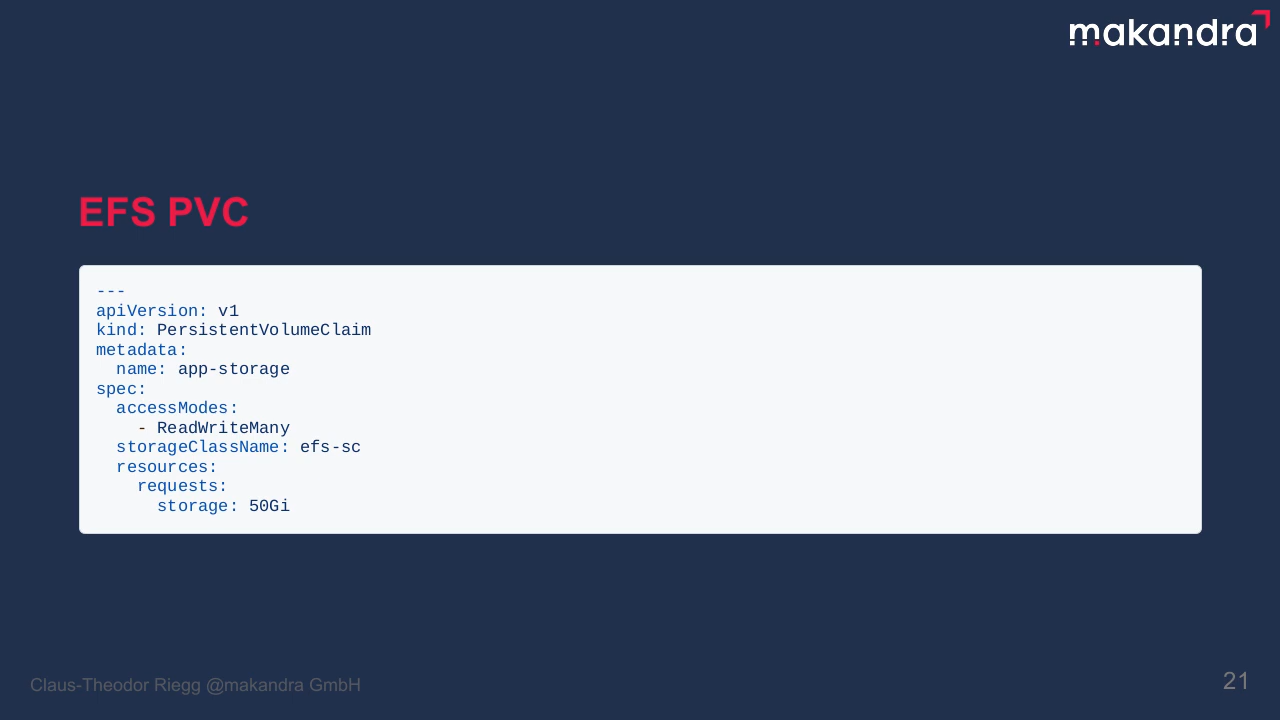 makandra
EFS PVC
---
apiVersion: v1
kind: PersistentVolumeClaim
metadata:
  name: app-storage
spec:
  accessModes:
    - ReadWriteMany
  storageClassName: efs-sc
  resources:
    requests:
      storage: 50Gi
Claus-Theodor Riegg @makandra GmbH
21